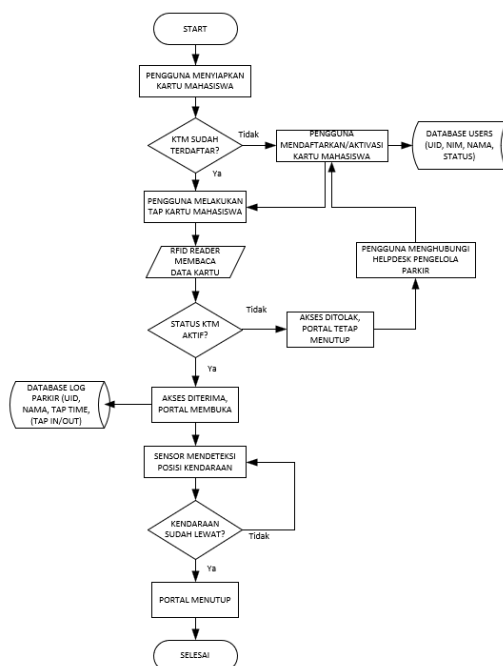 START
PENGGUNA MENYIAPKAN
KARTU MAHASISWA
KTM SUDAH
TERDAFTAR?
Tidak
PENGGUNA
MENDAFTARKAN/AKTIVASI
KARTU MAHASISWA
DATABASE USERS
(UID, NIM, NAMA,
STATUS)
Ya
PENGGUNA MELAKUKAN
TAP KARTU MAHASISWA
RFID READER
MEMBACA
DATA KARTU
PENGGUNA MENGHUBUNGI
HELPDESK PENGELOLA
PARKIR
STATUS KTM
AKTIF?
Tidak
AKSES DITOLAK,
PORTAL TETAP
MENUTUP
Ya
DATABASE LOG
PARKIR (UID,
NAMA, TAP TIME,
(TAP IN/OUT)
AKSES DITERIMA,
PORTAL MEMBUKA
SENSOR MENDETEKSI
POSISI KENDARAAN
KENDARAAN
SUDAH LEWAT?
Tidak
Ya
PORTAL MENUTUP
SELESAI